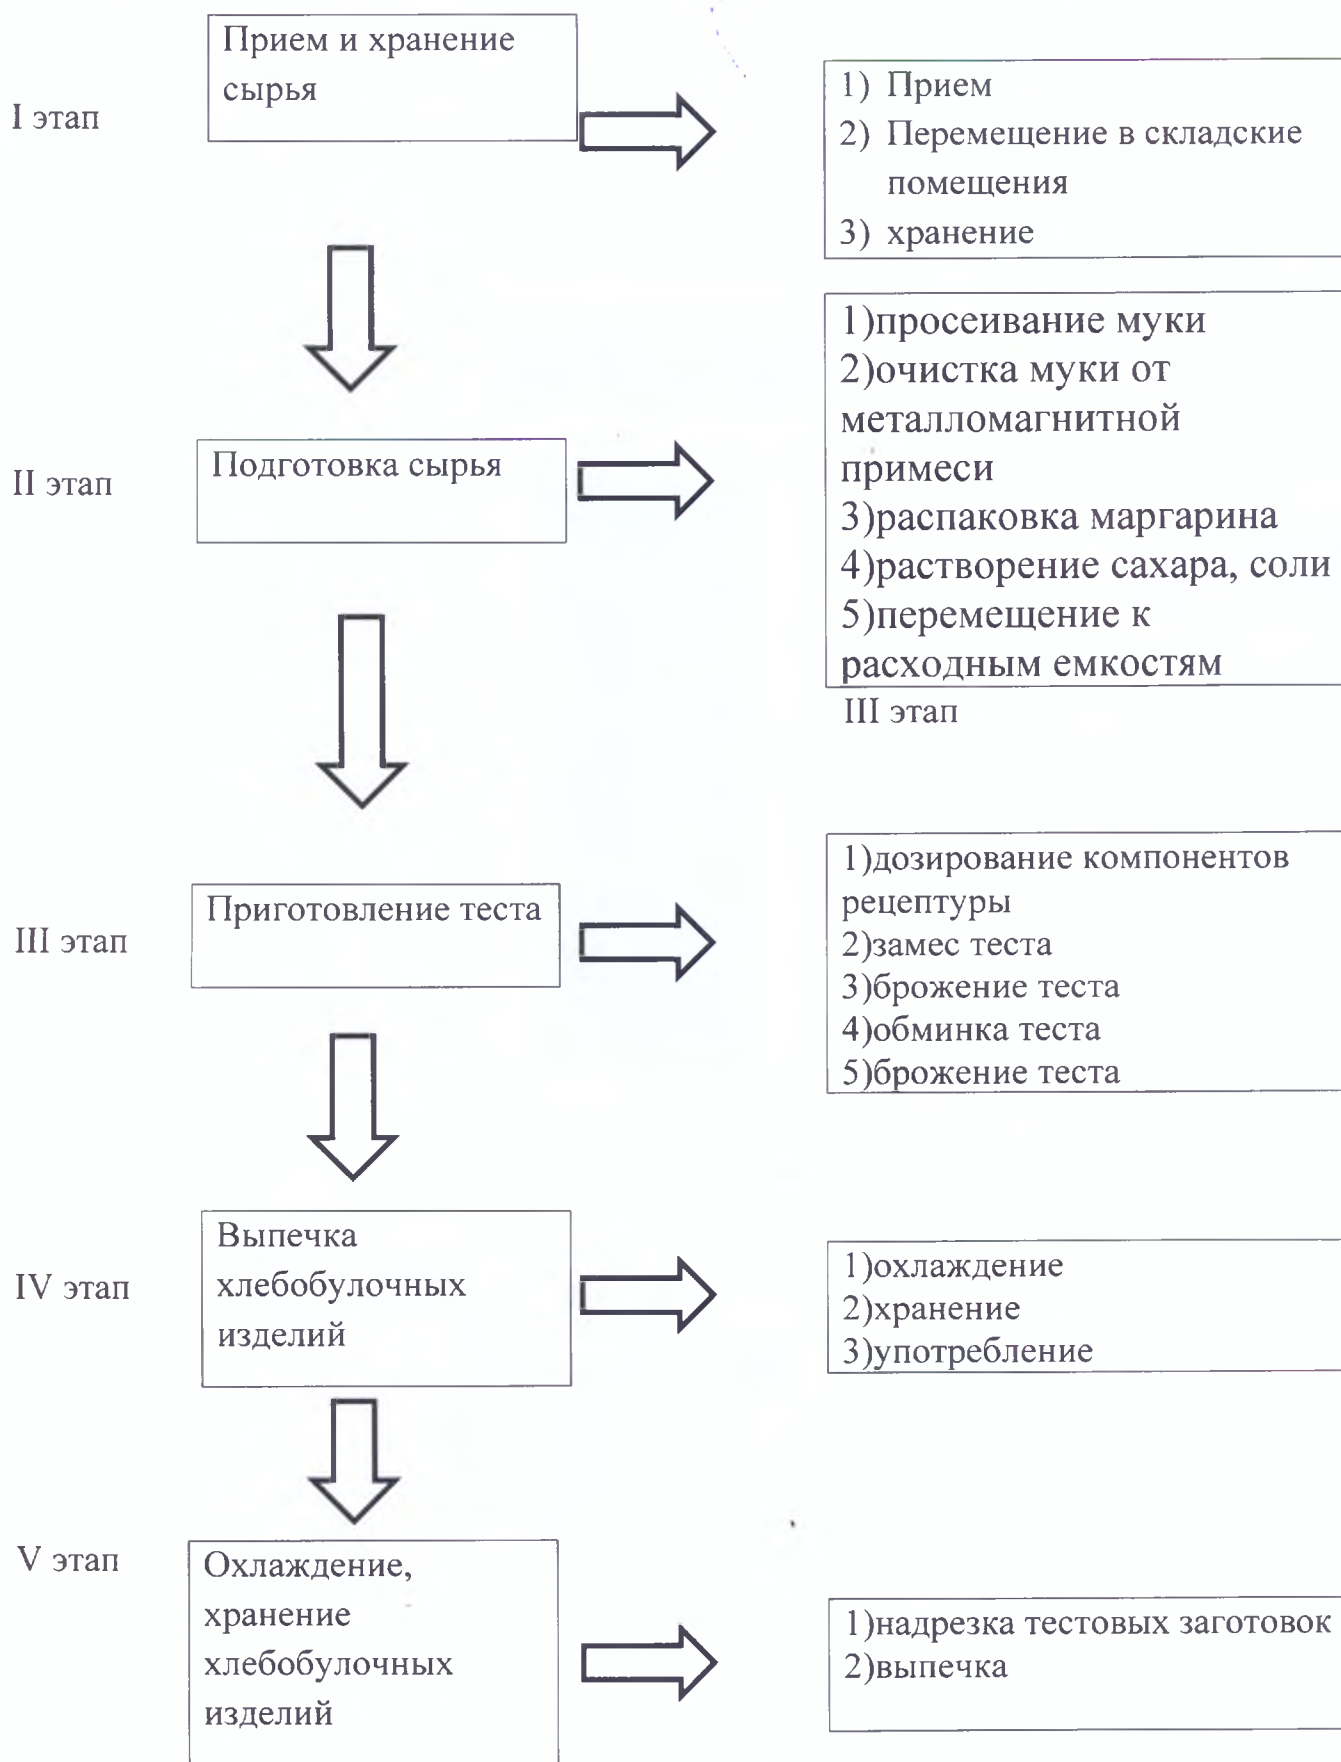 Прием и хранение
сырья
I этап
1) Прием
2) Перемещение в складские
помещения
3) хранение
1)просеивание муки
2)очистка муки от
металломагнитной
примеси
3)распаковка маргарина
4)растворение сахара, соли
5)перемещение к
расходным емкостям
II этап
Подготовка сырья
III этап
1)дозирование компонентов
рецептуры
2)замес теста
3)брожение теста
4)обминка теста
5)брожение теста
III этап
Приготовление теста
IV этап
Выпечка
хлебобулочных
изделий
1)охлаждение
2)хранение
3)употребление
V этап
Охлаждение,
хранение
хлебобулочных
изделий
1)надрезка тестовых заготовок
2)выпечка